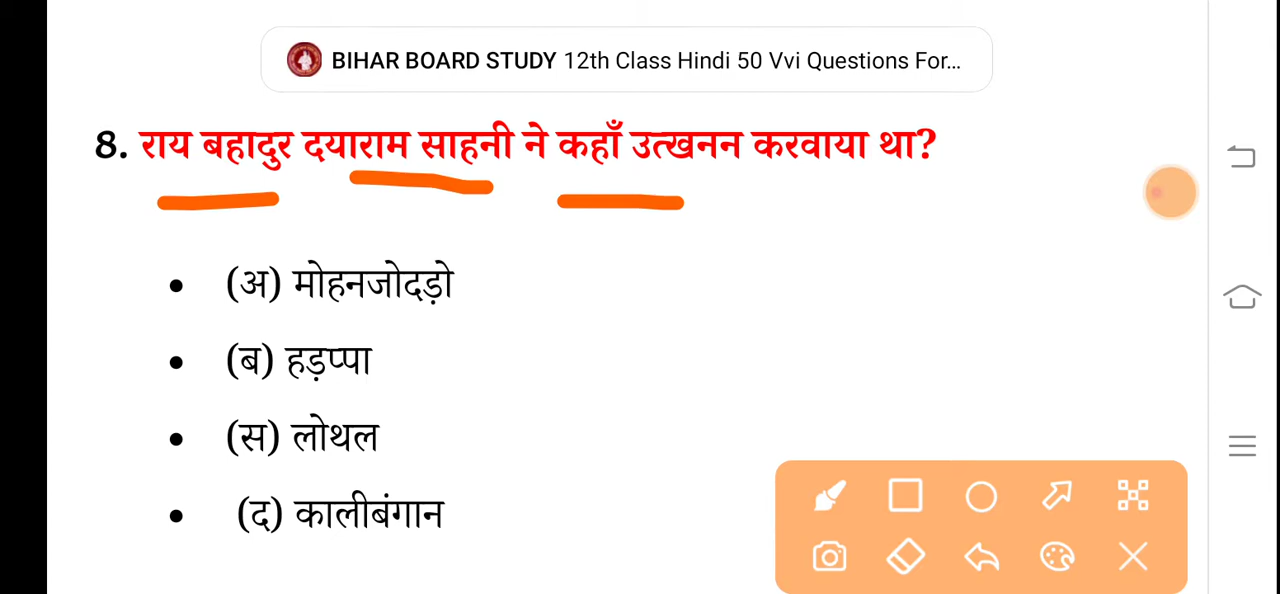 BIHAR BOARD STUDY 12th Class Hindi 50 Vvi Questions For...
8. राय बहादुर दयाराम साहनी ने कहाँ उत्खनन करवाया था?
• (अ) मोहनजोदड़ो
• (ब) हड़प्पा
• (स) लोथल
• (द) कालीबंगान